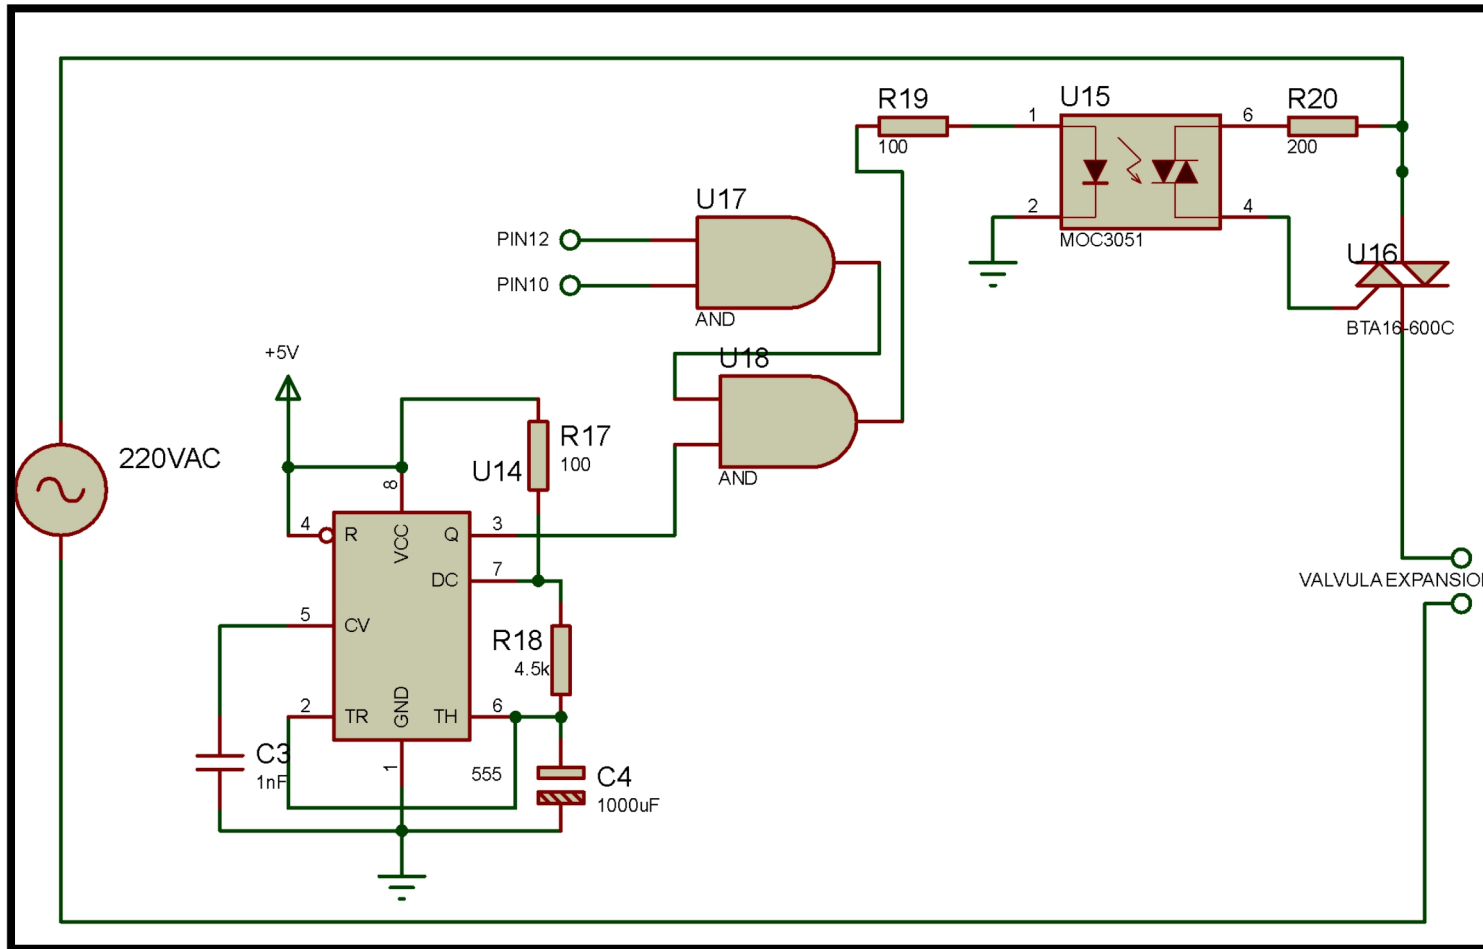 R19
100
1
U15
2
MOC3051
6
R20
200
4
U16
BTA16-600C
U17
PIN12
PIN10
AND
U18
AND
+5V
220VAC
R17
100
U14
8
4
R
VCC
Q
3
DC
7
5
CV
R18
4.5k
2
TR
GND
TH
6
1
555
C3
1nF
C4
1000uF
VALVULA EXPANSION